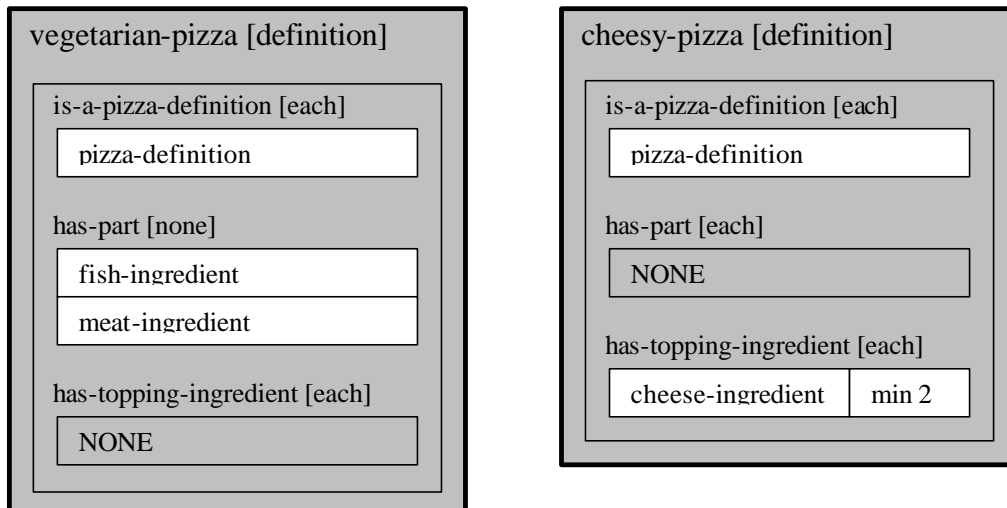 vegetarian-pizza [definition]
is-a-pizza-definition [each]
pizza-definition
has-part [none]
fish-ingredient
meat-ingredient
has-topping-ingredient [each]
NONE
cheesy-pizza [definition]
is-a-pizza-definition [each]
pizza-definition
has-part [each]
NONE
has-topping-ingredient [each]
cheese-ingredient min 2